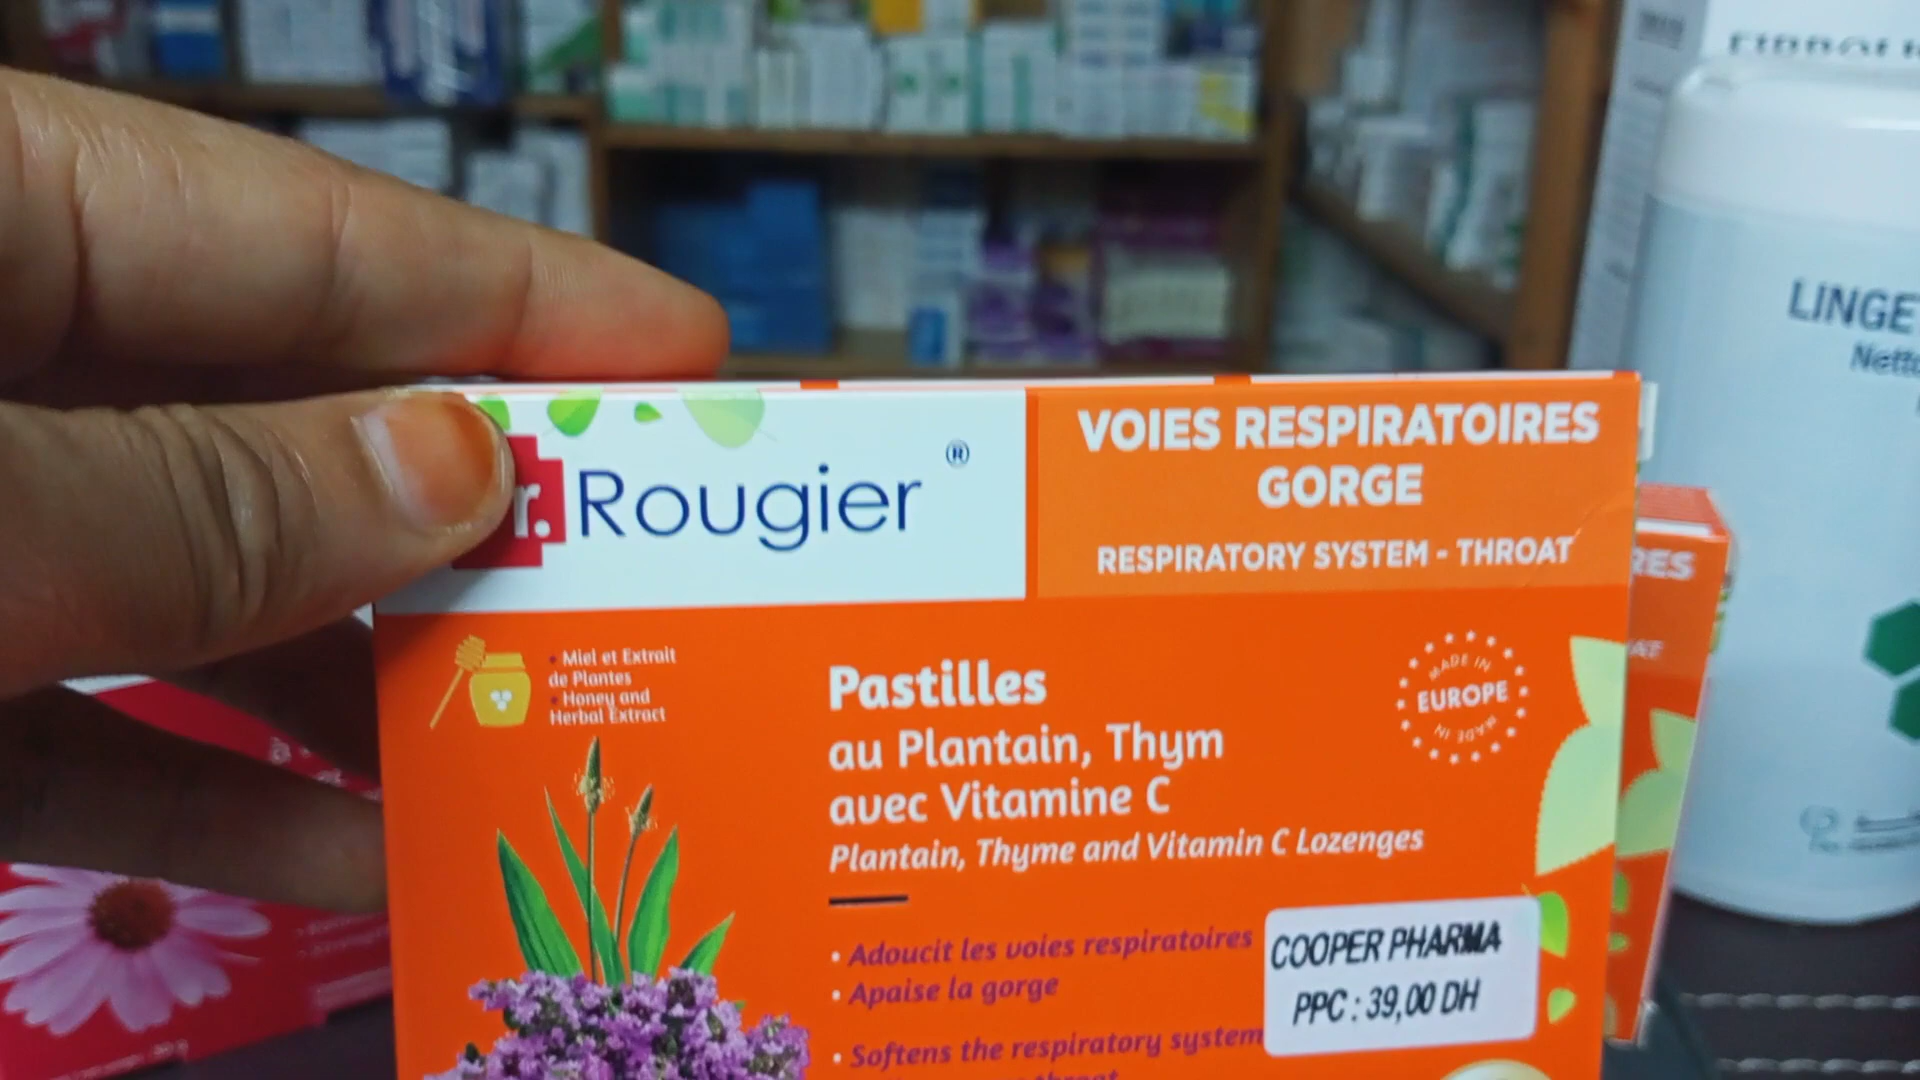 r. Rougier ®
VOIES RESPIRATOIRES
GORGE
RESPIRATORY SYSTEM - THROAT
• Miel et Extrait
de Plantes
• Honey and
Herbal Extract
Pastilles
au Plantain, Thym
avec Vitamine C
Plantain, Thyme and Vitamin C Lozenges
MADE IN
EUROPE
MADE IN
• Adoucit les voies respiratoires
• Apaise la gorge
• Softens the respiratory system
COOPER PHARMA
PPC : 39,00 DH
RES
LINGE